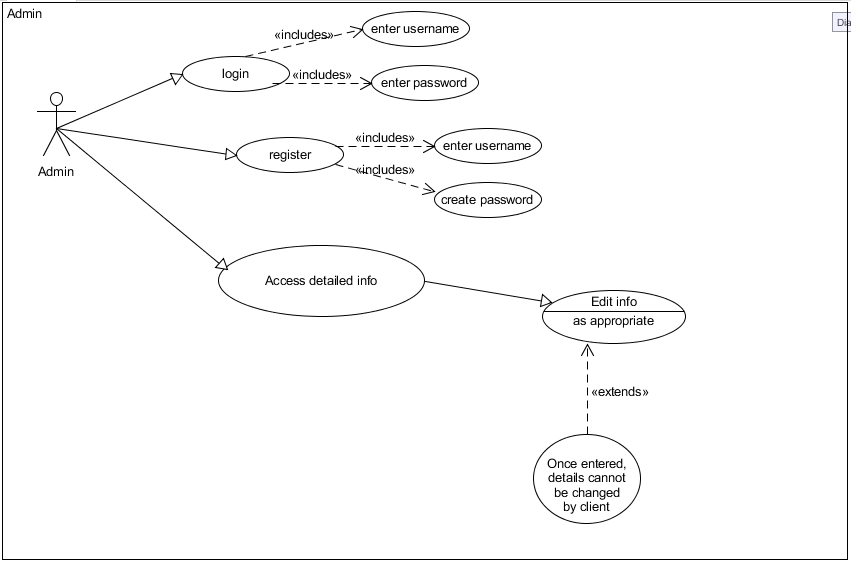 Admin
Dia
«includes»
enter username
login
«includes»
enter password
Admin
register
«includes»
enter username
«includes»
create password
Access detailed info
Edit info
as appropriate
«extends»
Once entered,
details cannot
be changed
by client